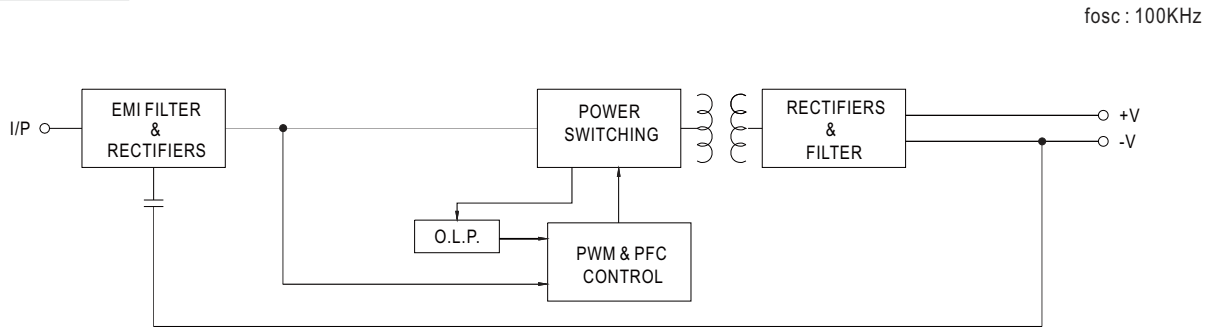 fosc : 100KHz
I/P
EMI FILTER
&
RECTIFIERS
POWER
SWITCHING
RECTIFIERS
&
FILTER
+V
-V
O.L.P.
PWM & PFC
CONTROL